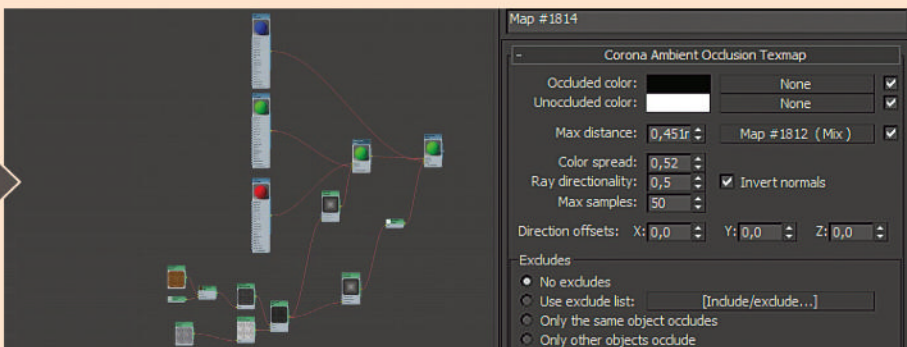 Map #1814
- Corona Ambient Occlusion Texmap
Occluded color: None
Unoccluded color: None
Max distance: 0,451r Map #1812 ( Mix )
Color spread: 0,52
Ray directionality: 0,5 Invert normals
Max samples: 50
Direction offsets: X: 0,0 Y: 0,0 Z: 0,0
Excludes
No excludes
Use exclude list: [Include/exclude...]
Only the same object occludes
Only other objects occlude